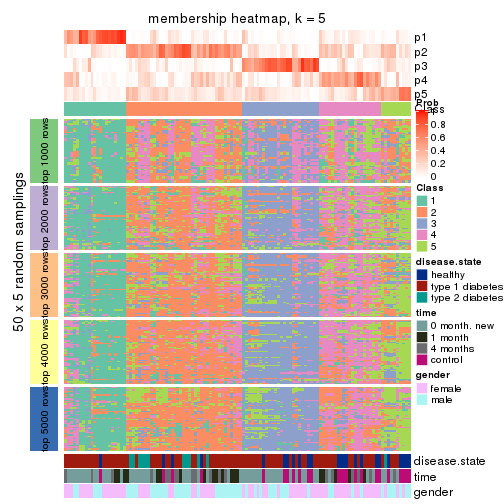 membership heatmap, k = 5
p1
p2
p3
p4
p5
Prob
Class
1
0.8
0.6
0.4
0.2
0
Class
1
2
3
4
5
disease.state
healthy
type 1 diabetes
type 2 diabetes
time
0 month. new
1 month
4 months
control
gender
female
male
50 x 5 random samplings
top 1000 rows
top 2000 rows
top 3000 rows
top 4000 rows
top 5000 rows
disease.state
time
gender